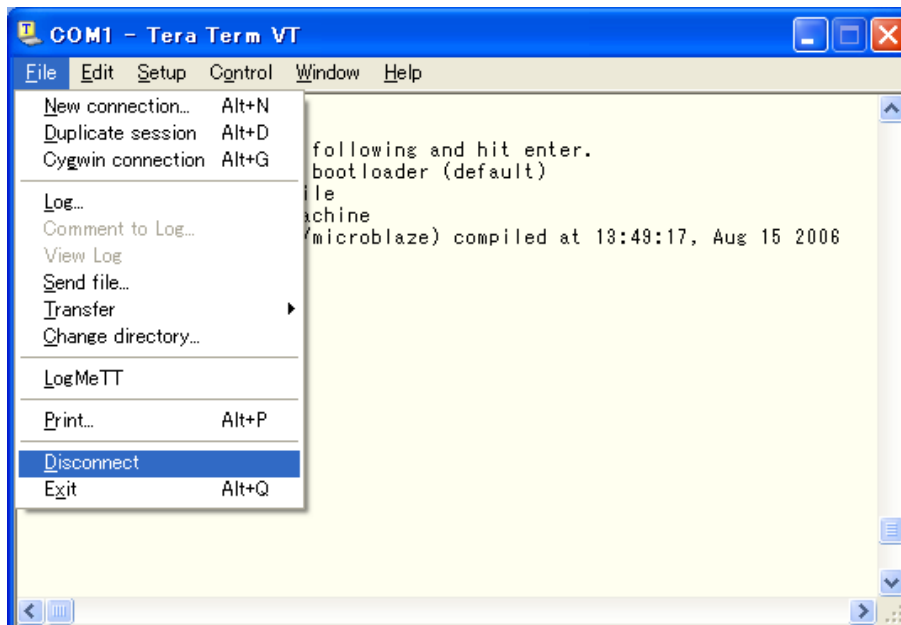 COM1 - Tera Term VT
File Edit Setup Control Window Help
New connection... Alt+N
Duplicate session Alt+D
Cygwin connection Alt+G
Log...
Comment to Log...
View Log
Send file...
Transfer
Change directory...
LogMeTT
Print... Alt+P
Disconnect
Exit Alt+Q
following and hit enter.
bootloader (default)
ile
achine
/microblaze) compiled at 13:49:17, Aug 15 2006